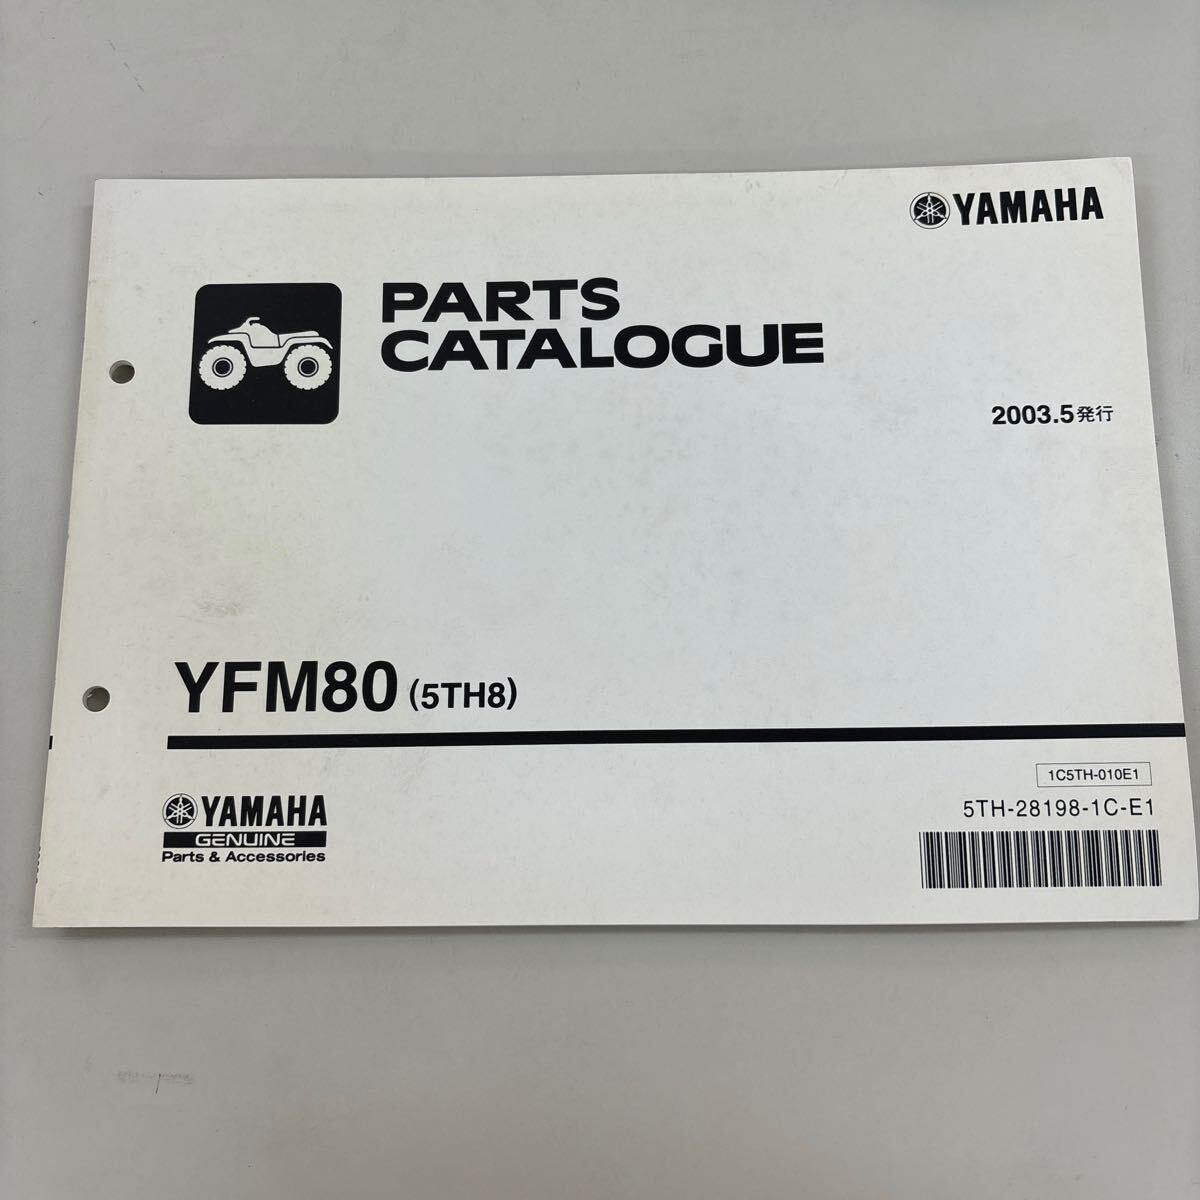 YAMAHA
PARTS
CATALOGUE
2003.5発行
YFM80 (5TH8)
1C5TH-010E1
5TH-28198-1C-E1
YAMAHA
GENUINE
Parts & Accessories